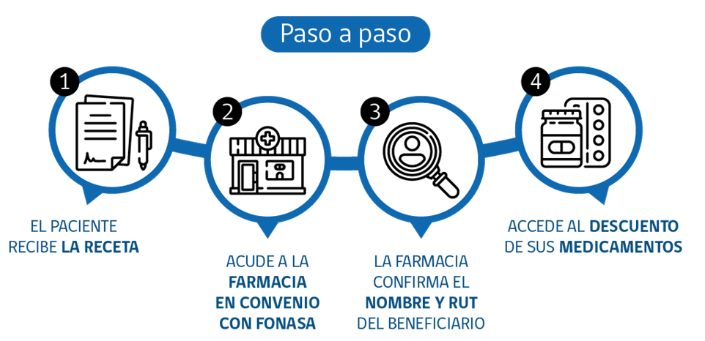 Paso a paso
1
EL PACIENTE
RECIBE LA RECETA
2
ACUDE A LA
FARMACIA
EN CONVENIO
CON FONASA
3
LA FARMACIA
CONFIRMA EL
NOMBRE Y RUT
DEL BENEFICIARIO
4
ACCEDE AL DESCUENTO
DE SUS MEDICAMENTOS